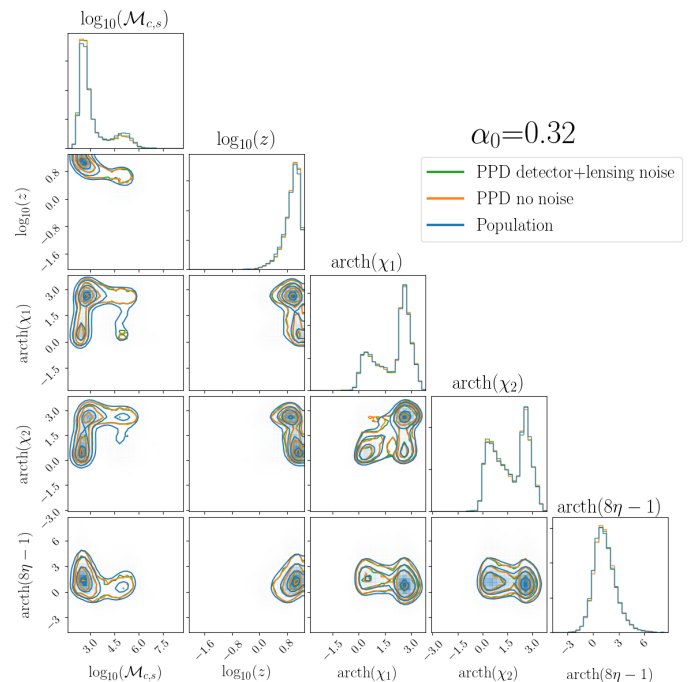 log₁₀(ℳ_{c,s})
log₁₀(z)
α₀=0.32
PPD detector+lensing noise
PPD no noise
Population
0.8
0.0
−0.8
−1.6
log₁₀(z)
arcth(χ₁)
3.0
1.5
0.0
−1.5
arcth(χ₁)
arcth(χ₂)
3.0
1.5
0.0
−1.5
−3.0
arcth(χ₂)
arcth(8η − 1)
6
3
0
−3
arcth(8η − 1)
3.0 4.5 6.0 7.5 −1.6 −0.8 0.0 0.8 −1.5 0.0 1.5 3.0 −3.0 −1.5 0.0 1.5 3.0 −3 0 3 6
log₁₀(ℳ_{c,s}) log₁₀(z) arcth(χ₁) arcth(χ₂) arcth(8η − 1)